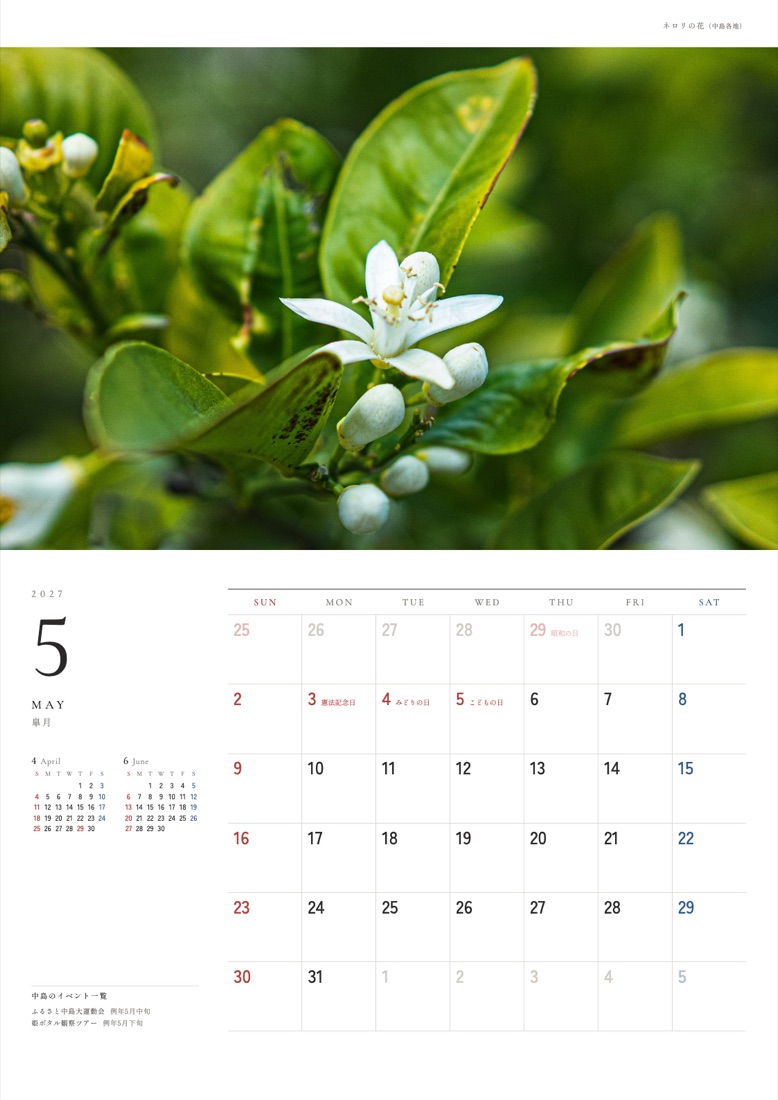 ネロリの花（中島各地）
2027
5
MAY
皐月
4 April
S M T W T F S
1 2 3
4 5 6 7 8 9 10
11 12 13 14 15 16 17
18 19 20 21 22 23 24
25 26 27 28 29 30
6 June
S M T W T F S
1 2 3 4 5
6 7 8 9 10 11 12
13 14 15 16 17 18 19
20 21 22 23 24 25 26
27 28 29 30
中島のイベント一覧
ふるさと中島大運動会 例年5月中旬
姫ボタル観察ツアー 例年5月下旬
SUN MON TUE WED THU FRI SAT
25 26 27 28 29 昭和の日 30 1
2 3 憲法記念日 4 みどりの日 5 こどもの日 6 7 8
9 10 11 12 13 14 15
16 17 18 19 20 21 22
23 24 25 26 27 28 29
30 31 1 2 3 4 5